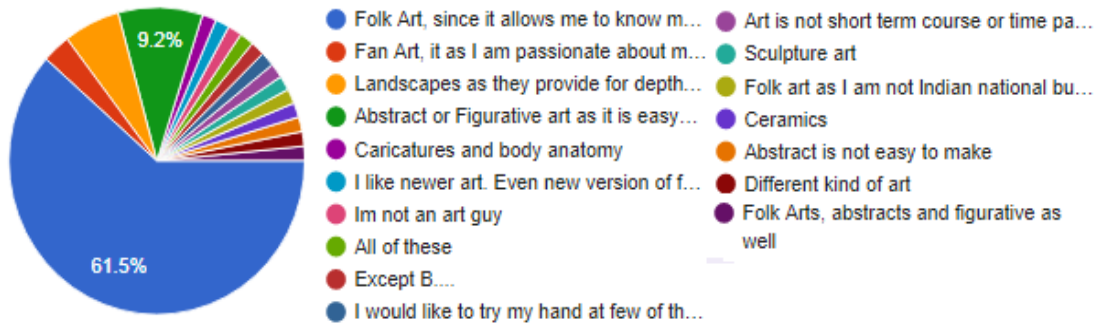 9.2%
61.5%
Folk Art, since it allows me to know m...
Fan Art, it as I am passionate about m...
Landscapes as they provide for depth...
Abstract or Figurative art as it is easy...
Caricatures and body anatomy
I like newer art. Even new version of f...
Im not an art guy
All of these
Except B....
I would like to try my hand at few of th...
Art is not short term course or time pa...
Sculpture art
Folk art as I am not Indian national bu...
Ceramics
Abstract is not easy to make
Different kind of art
Folk Arts, abstracts and figurative as
well